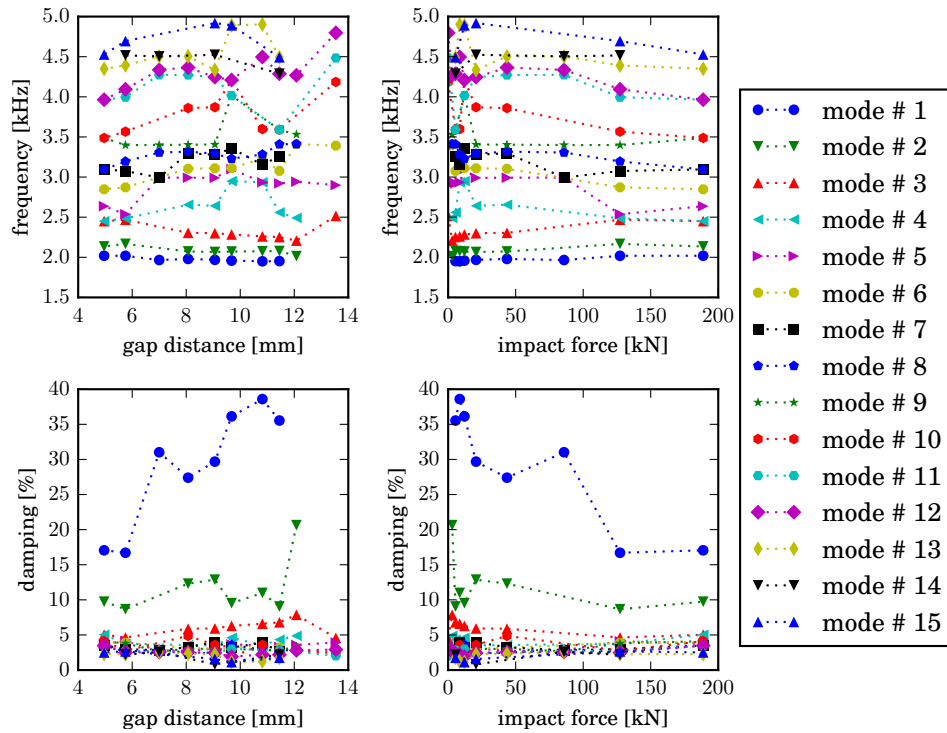 5.0
4.5
4.0
3.5
3.0
2.5
2.0
1.5
frequency [kHz]
4 6 8 10 12 14
gap distance [mm]
5.0
4.5
4.0
3.5
3.0
2.5
2.0
1.5
frequency [kHz]
0 50 100 150 200
impact force [kN]
40
35
30
25
20
15
10
5
0
damping [%]
4 6 8 10 12 14
gap distance [mm]
40
35
30
25
20
15
10
5
0
damping [%]
0 50 100 150 200
impact force [kN]
mode # 1
mode # 2
mode # 3
mode # 4
mode # 5
mode # 6
mode # 7
mode # 8
mode # 9
mode # 10
mode # 11
mode # 12
mode # 13
mode # 14
mode # 15